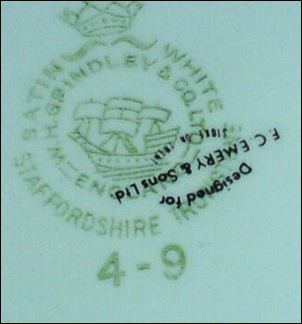 SATIN WHITE
W.H. GRINDLEY & CO. LTD
ENGLAND
STAFFORDSHIRE
Designed for
F.C. EMERY & Sons Ltd.
4-9